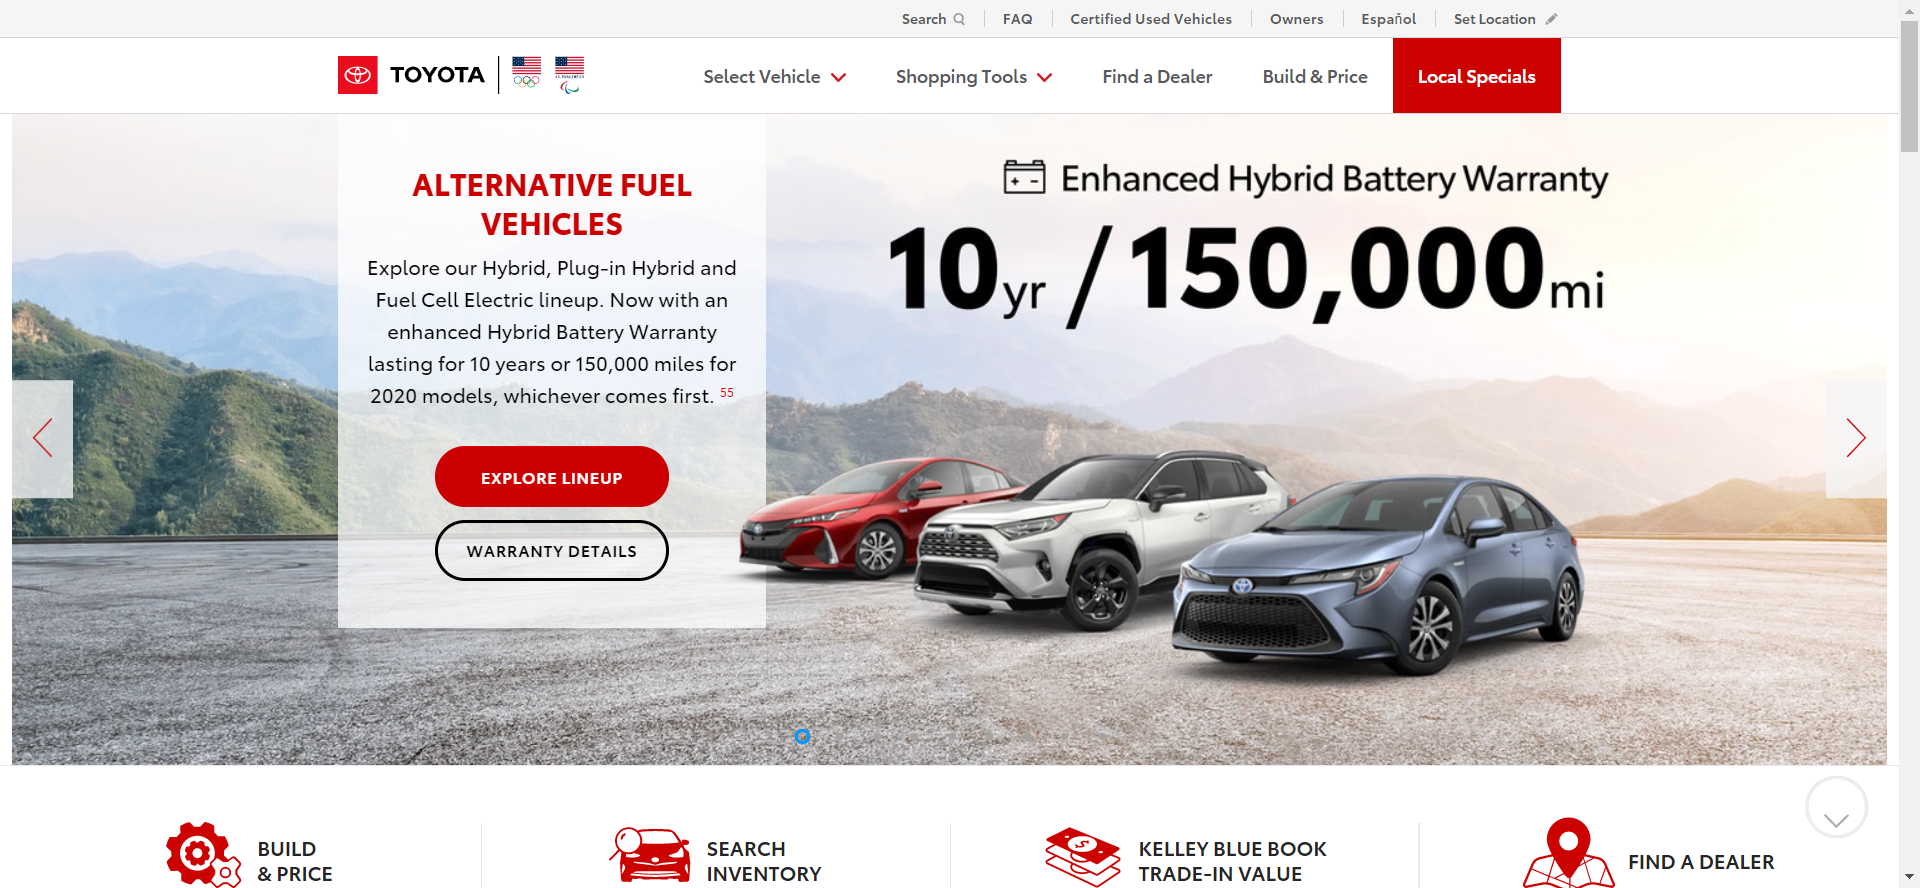 Search
FAQ
Certified Used Vehicles
Owners
Español
Set Location
TOYOTA
Select Vehicle
Shopping Tools
Find a Dealer
Build & Price
Local Specials
ALTERNATIVE FUEL
VEHICLES
Explore our Hybrid, Plug-in Hybrid and
Fuel Cell Electric lineup. Now with an
enhanced Hybrid Battery Warranty
lasting for 10 years or 150,000 miles for
2020 models, whichever comes first. 55
EXPLORE LINEUP
WARRANTY DETAILS
Enhanced Hybrid Battery Warranty
10yr / 150,000mi
BUILD
& PRICE
SEARCH
INVENTORY
KELLEY BLUE BOOK
TRADE-IN VALUE
FIND A DEALER